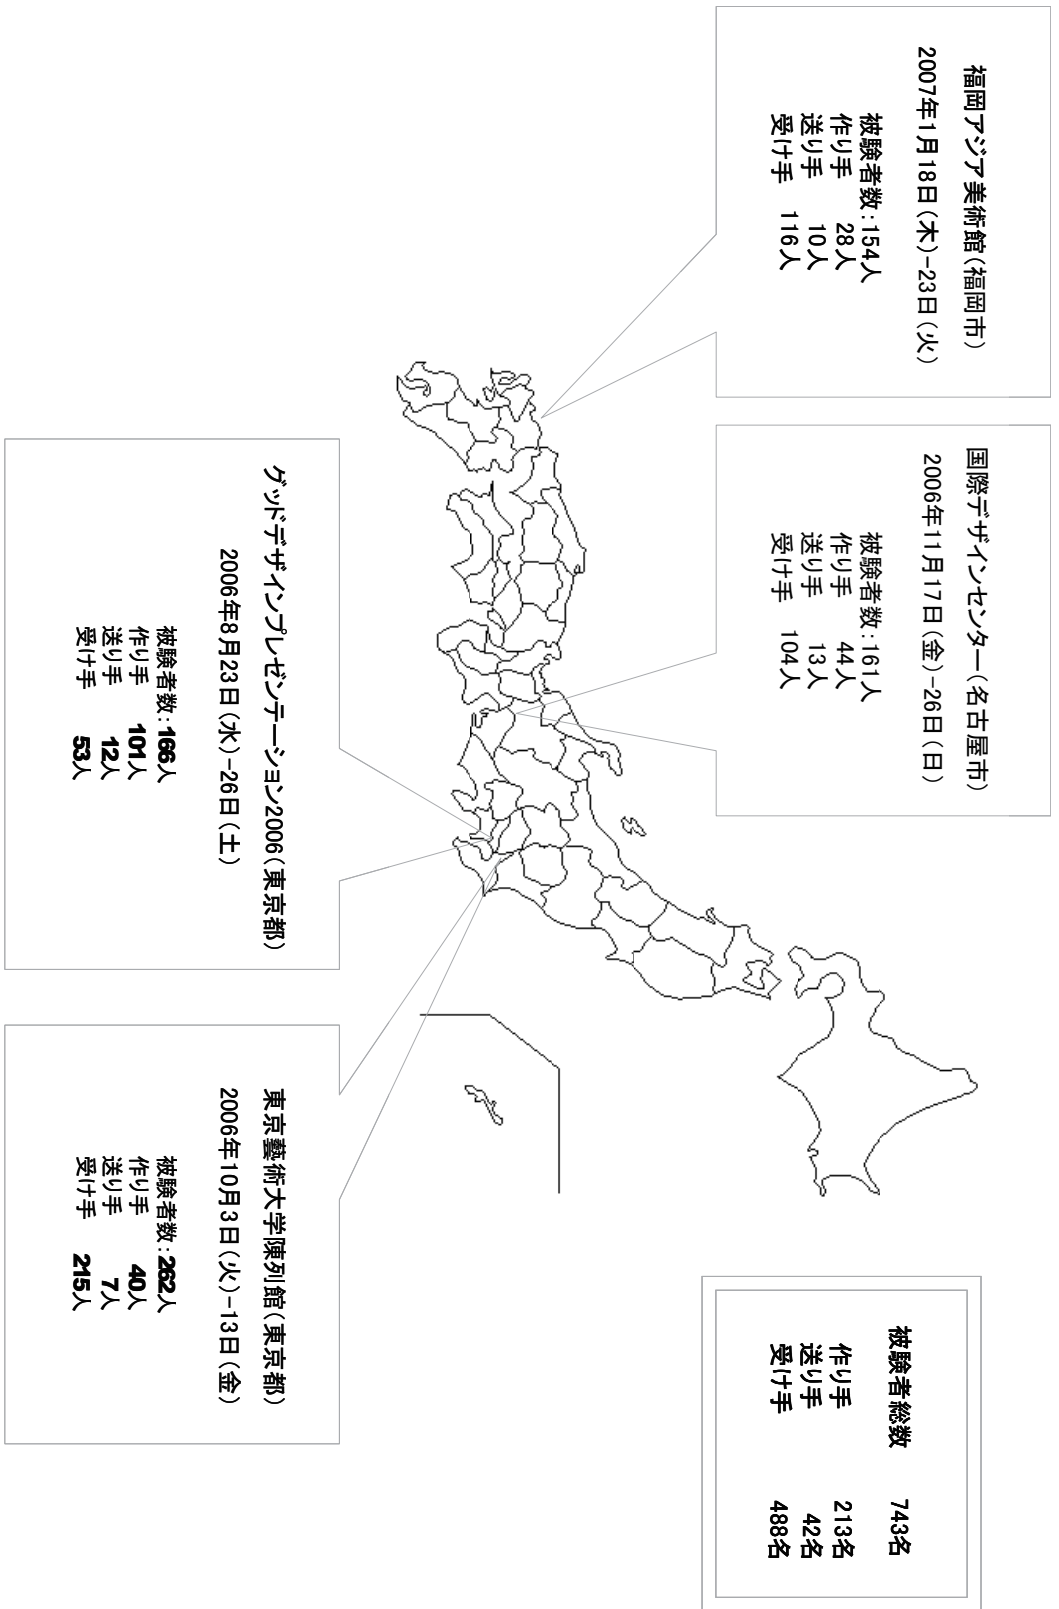 福岡アジア美術館(福岡市)
2007年1月18日(木)-23日(火)
被験者数:154人
作り手 28人
送り手 10人
受け手 116人
国際デザインセンター(名古屋市)
2006年11月17日(金)-26日(日)
被験者数:161人
作り手 44人
送り手 13人
受け手 104人
グッドデザインプレゼンテーション2006(東京都)
2006年8月23日(水)-26日(土)
被験者数:166人
作り手 101人
送り手 12人
受け手 53人
東京藝術大学陳列館(東京都)
2006年10月3日(火)-13日(金)
被験者数:262人
作り手 40人
送り手 7人
受け手 215人
被験者総数 743名
作り手 213名
送り手 42名
受け手 488名